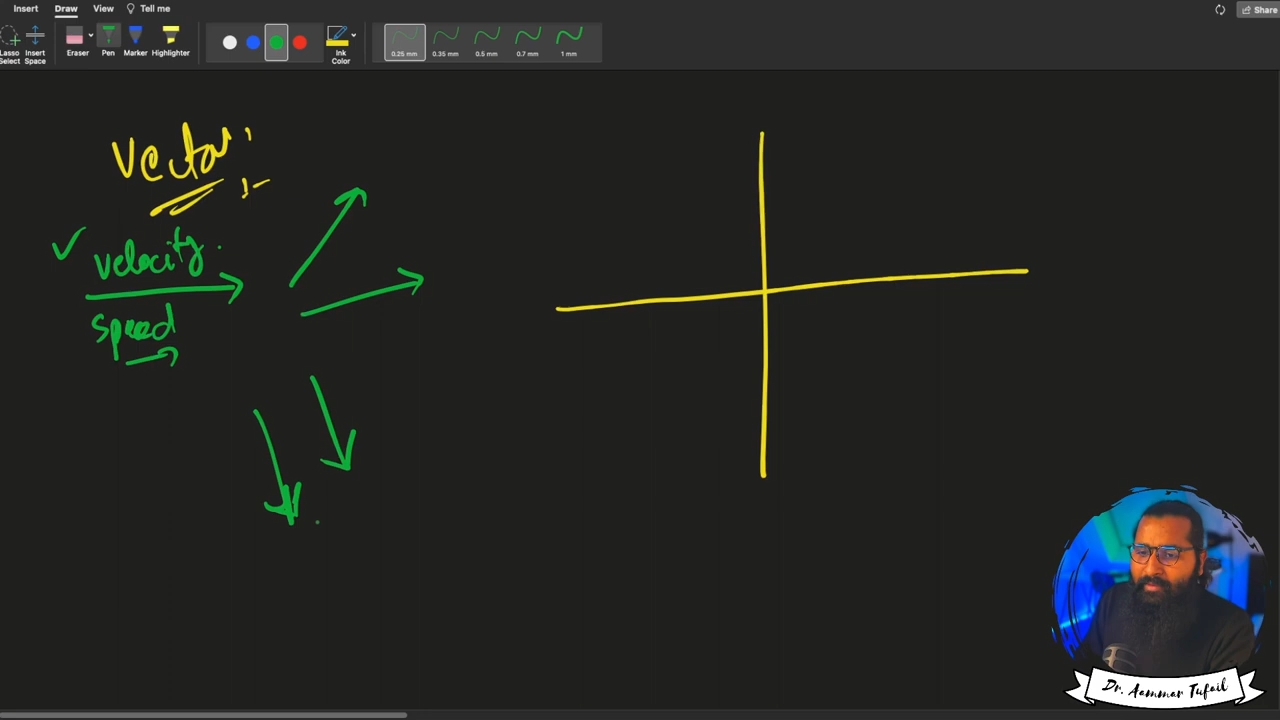 Insert Draw View Tell me Share
Lasso Select Insert Space Eraser Pen Marker Highlighter Ink Color 0.25 mm 0.35 mm 0.5 mm 0.7 mm 1 mm
Vector:
velocity.
speed
Dr. Aammar Tufail